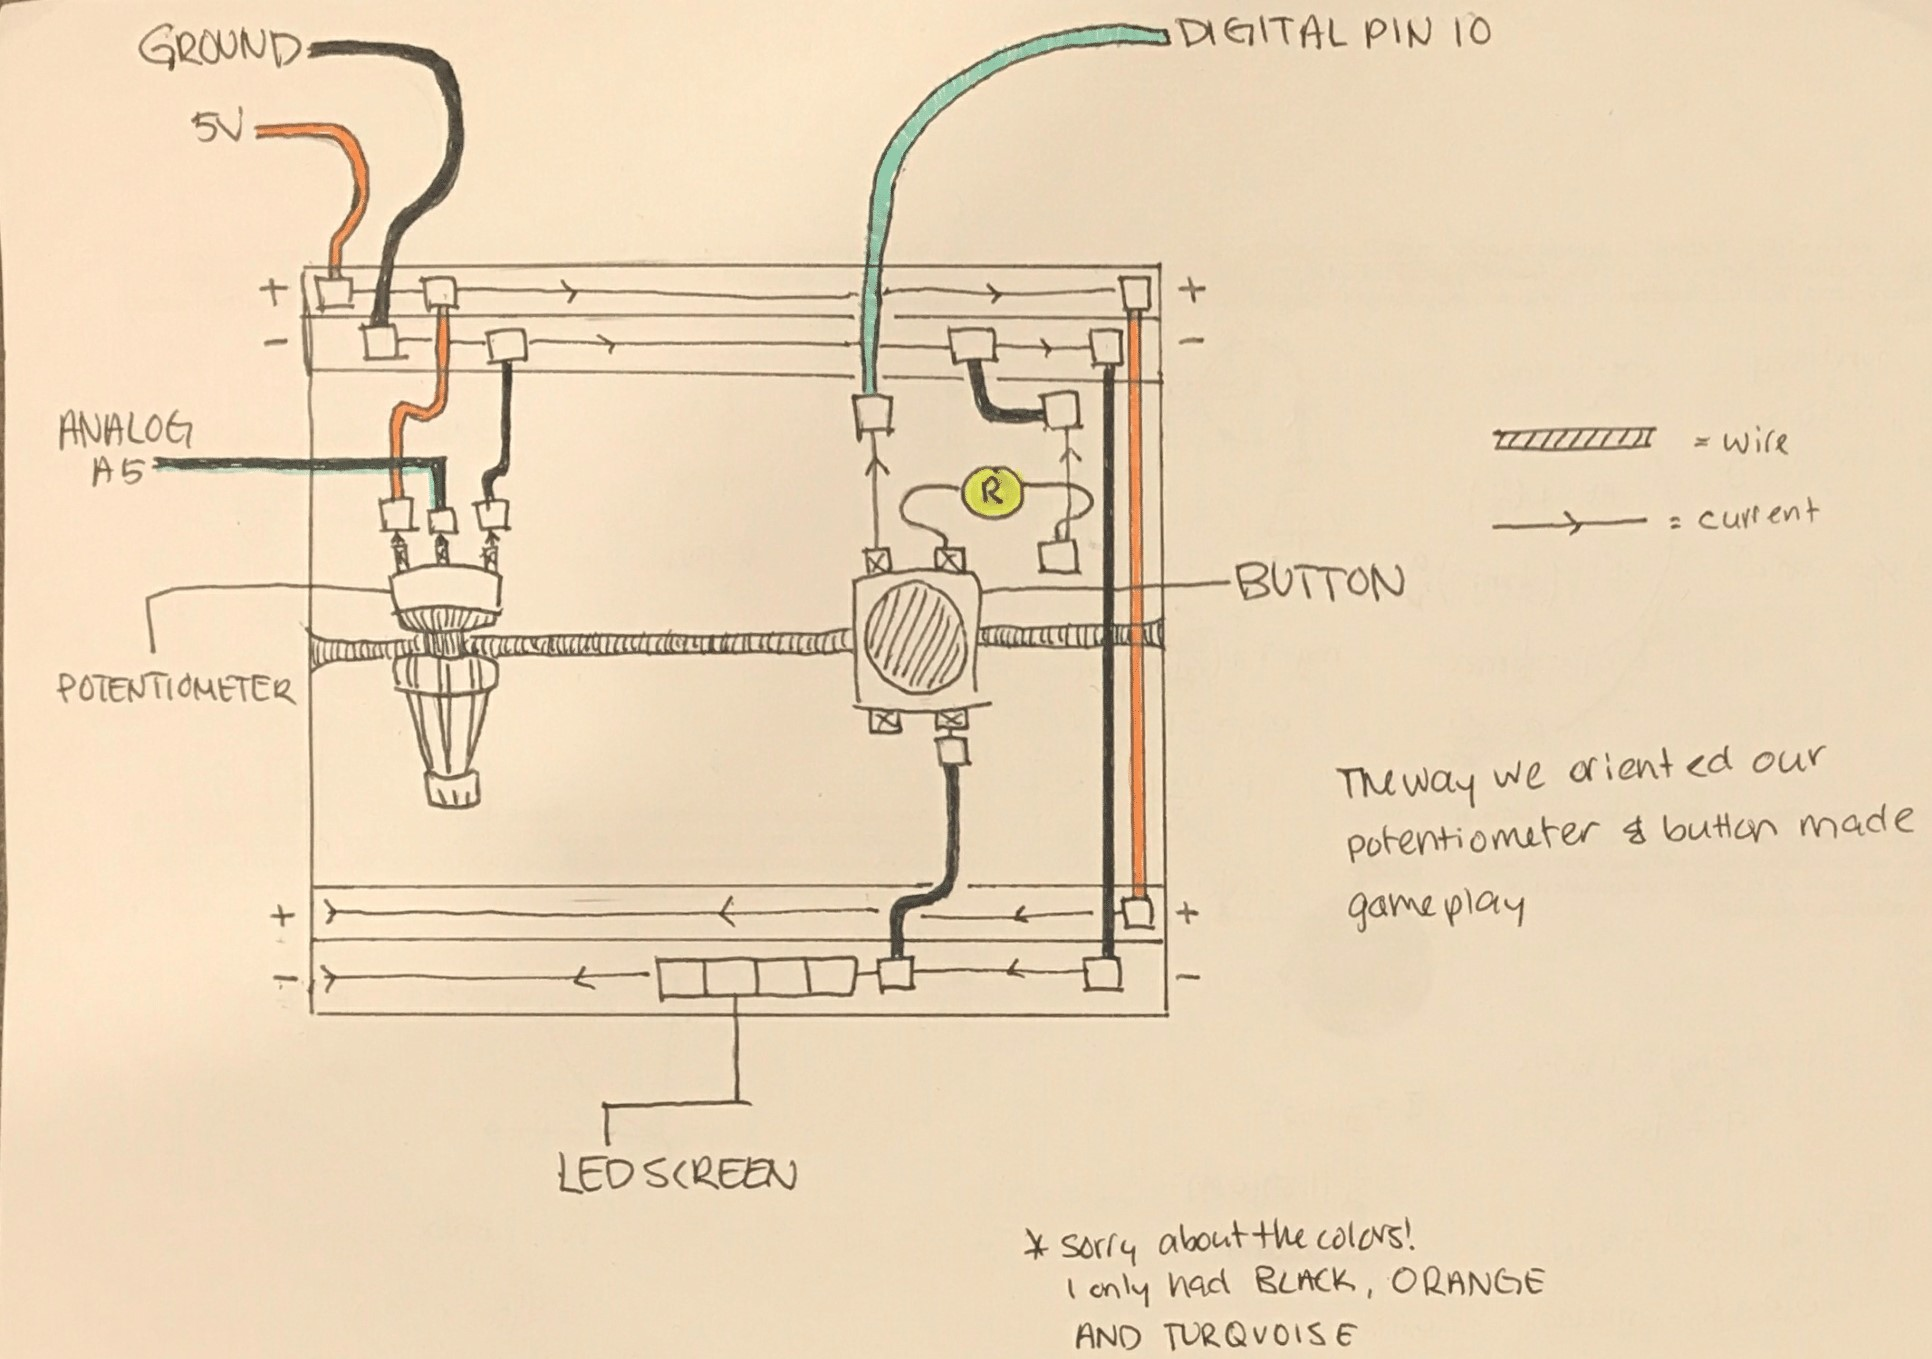 GROUND
DIGITAL PIN 10
5V
+ +
- -
ANALOG
A5
= wire
R
= current
BUTTON
POTENTIOMETER
The way we oriented our
potentiometer & button made
gameplay
+ +
- -
LED SCREEN
* sorry about the colors!
I only had BLACK, ORANGE
AND TURQUOISE